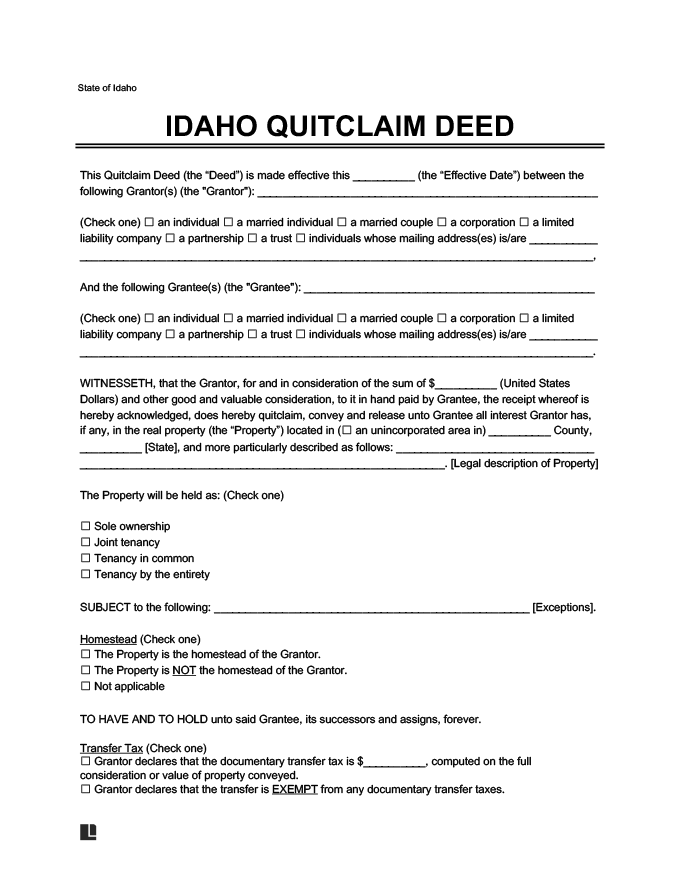 State of Idaho
IDAHO QUITCLAIM DEED
This Quitclaim Deed (the “Deed”) is made effective this __________ (the “Effective Date”) between the
following Grantor(s) (the "Grantor"): ______________________________________________________
(Check one) ☐ an individual ☐ a married individual ☐ a married couple ☐ a corporation ☐ a limited
liability company ☐ a partnership ☐ a trust ☐ individuals whose mailing address(es) is/are ___________
___________________________________________________________________________________,
And the following Grantee(s) (the "Grantee"): _______________________________________________
(Check one) ☐ an individual ☐ a married individual ☐ a married couple ☐ a corporation ☐ a limited
liability company ☐ a partnership ☐ a trust ☐ individuals whose mailing address(es) is/are ___________
___________________________________________________________________________________.
WITNESSETH, that the Grantor, for and in consideration of the sum of $__________ (United States
Dollars) and other good and valuable consideration, to it in hand paid by Grantee, the receipt whereof is
hereby acknowledged, does hereby quitclaim, convey and release unto Grantee all interest Grantor has,
if any, in the real property (the “Property”) located in (☐ an unincorporated area in) __________ County,
__________ [State], and more particularly described as follows: ________________________________
___________________________________________________________. [Legal description of Property]
The Property will be held as: (Check one)
☐ Sole ownership
☐ Joint tenancy
☐ Tenancy in common
☐ Tenancy by the entirety
SUBJECT to the following: ___________________________________________________ [Exceptions].
Homestead (Check one)
☐ The Property is the homestead of the Grantor.
☐ The Property is NOT the homestead of the Grantor.
☐ Not applicable
TO HAVE AND TO HOLD unto said Grantee, its successors and assigns, forever.
Transfer Tax (Check one)
☐ Grantor declares that the documentary transfer tax is $__________, computed on the full
consideration or value of property conveyed.
☐ Grantor declares that the transfer is EXEMPT from any documentary transfer taxes.